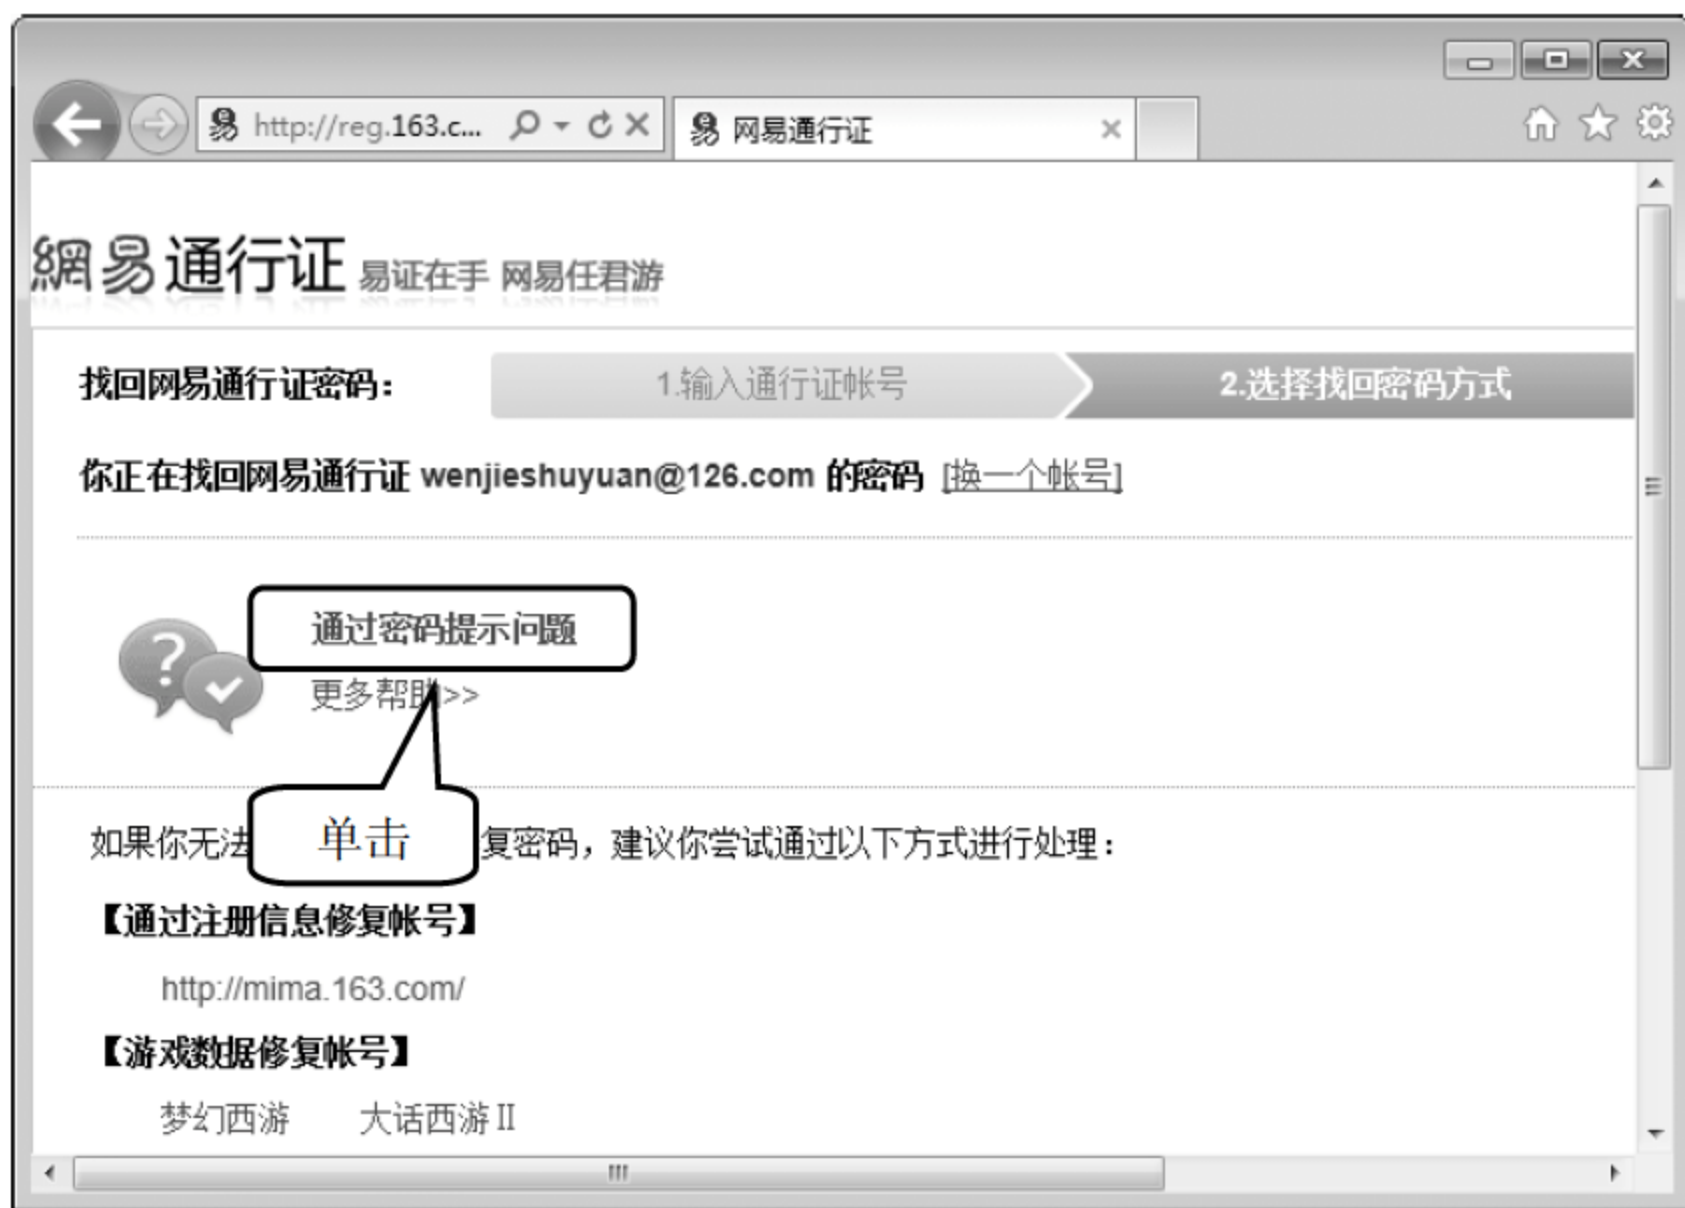 http://reg.163.c...
网易通行证
網易通行证 易证在手 网易任君游
找回网易通行证密码：
1.输入通行证帐号
2.选择找回密码方式
你正在找回网易通行证 wenjieshuyuan@126.com 的密码 [换一个帐号]
通过密码提示问题
更多帮助>>
单击
如果你无法复密码，建议你尝试通过以下方式进行处理：
【通过注册信息修复帐号】
http://mima.163.com/
【游戏数据修复帐号】
梦幻西游 大话西游Ⅱ